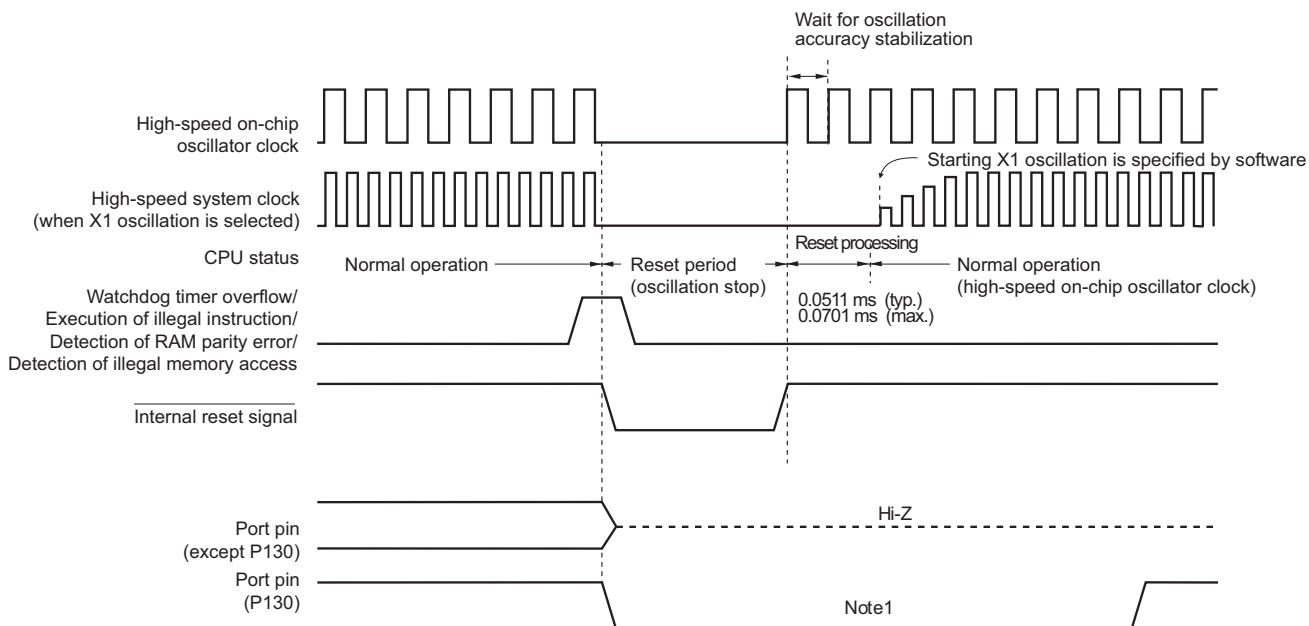 Wait for oscillation
accuracy stabilization
High-speed on-chip
oscillator clock
Starting X1 oscillation is specified by software
High-speed system clock
(when X1 oscillation is selected)
CPU status
Normal operation
Reset period
(oscillation stop)
Reset processing
0.0511 ms (typ.)
0.0701 ms (max.)
Normal operation
(high-speed on-chip oscillator clock)
Watchdog timer overflow/
Execution of illegal instruction/
Detection of RAM parity error/
Detection of illegal memory access
Internal reset signal
Port pin
(except P130)
Hi-Z
Port pin
(P130)
Note1